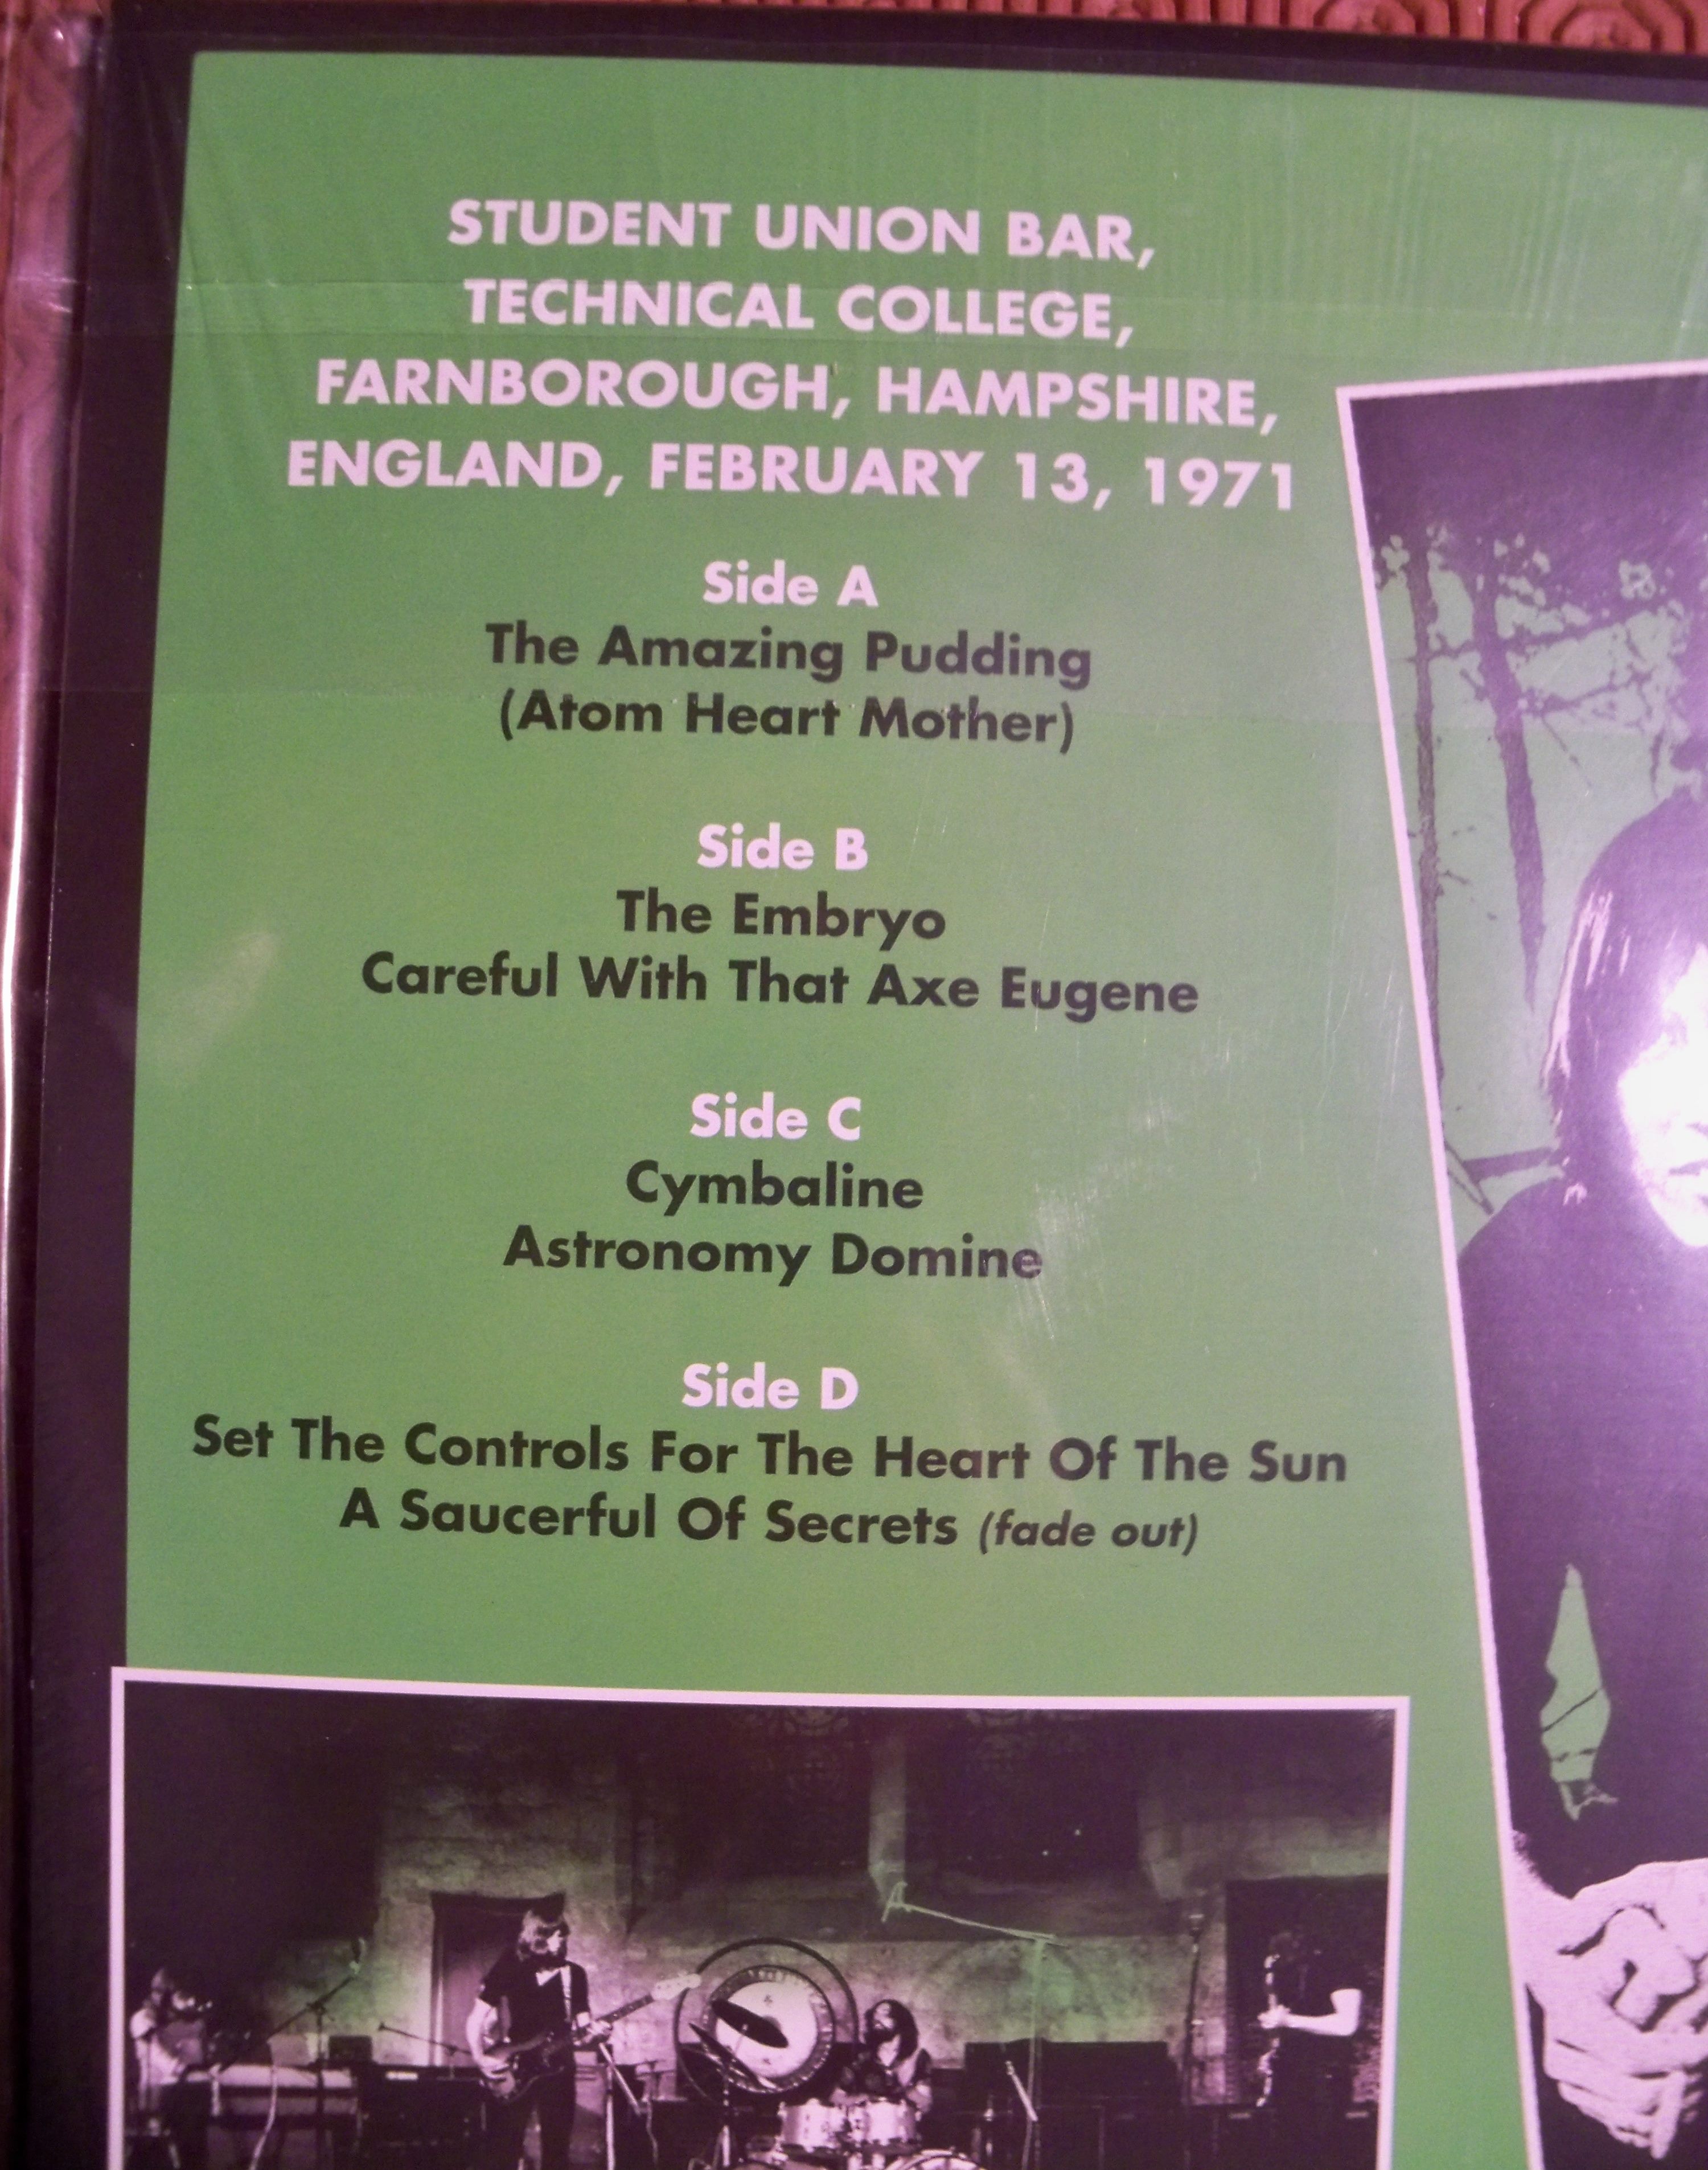 STUDENT UNION BAR,
TECHNICAL COLLEGE,
FARNBOROUGH, HAMPSHIRE,
ENGLAND, FEBRUARY 13, 1971
Side A
The Amazing Pudding
(Atom Heart Mother)
Side B
The Embryo
Careful With That Axe Eugene
Side C
Cymbaline
Astronomy Domine
Side D
Set The Controls For The Heart Of The Sun
A Saucerful Of Secrets (fade out)